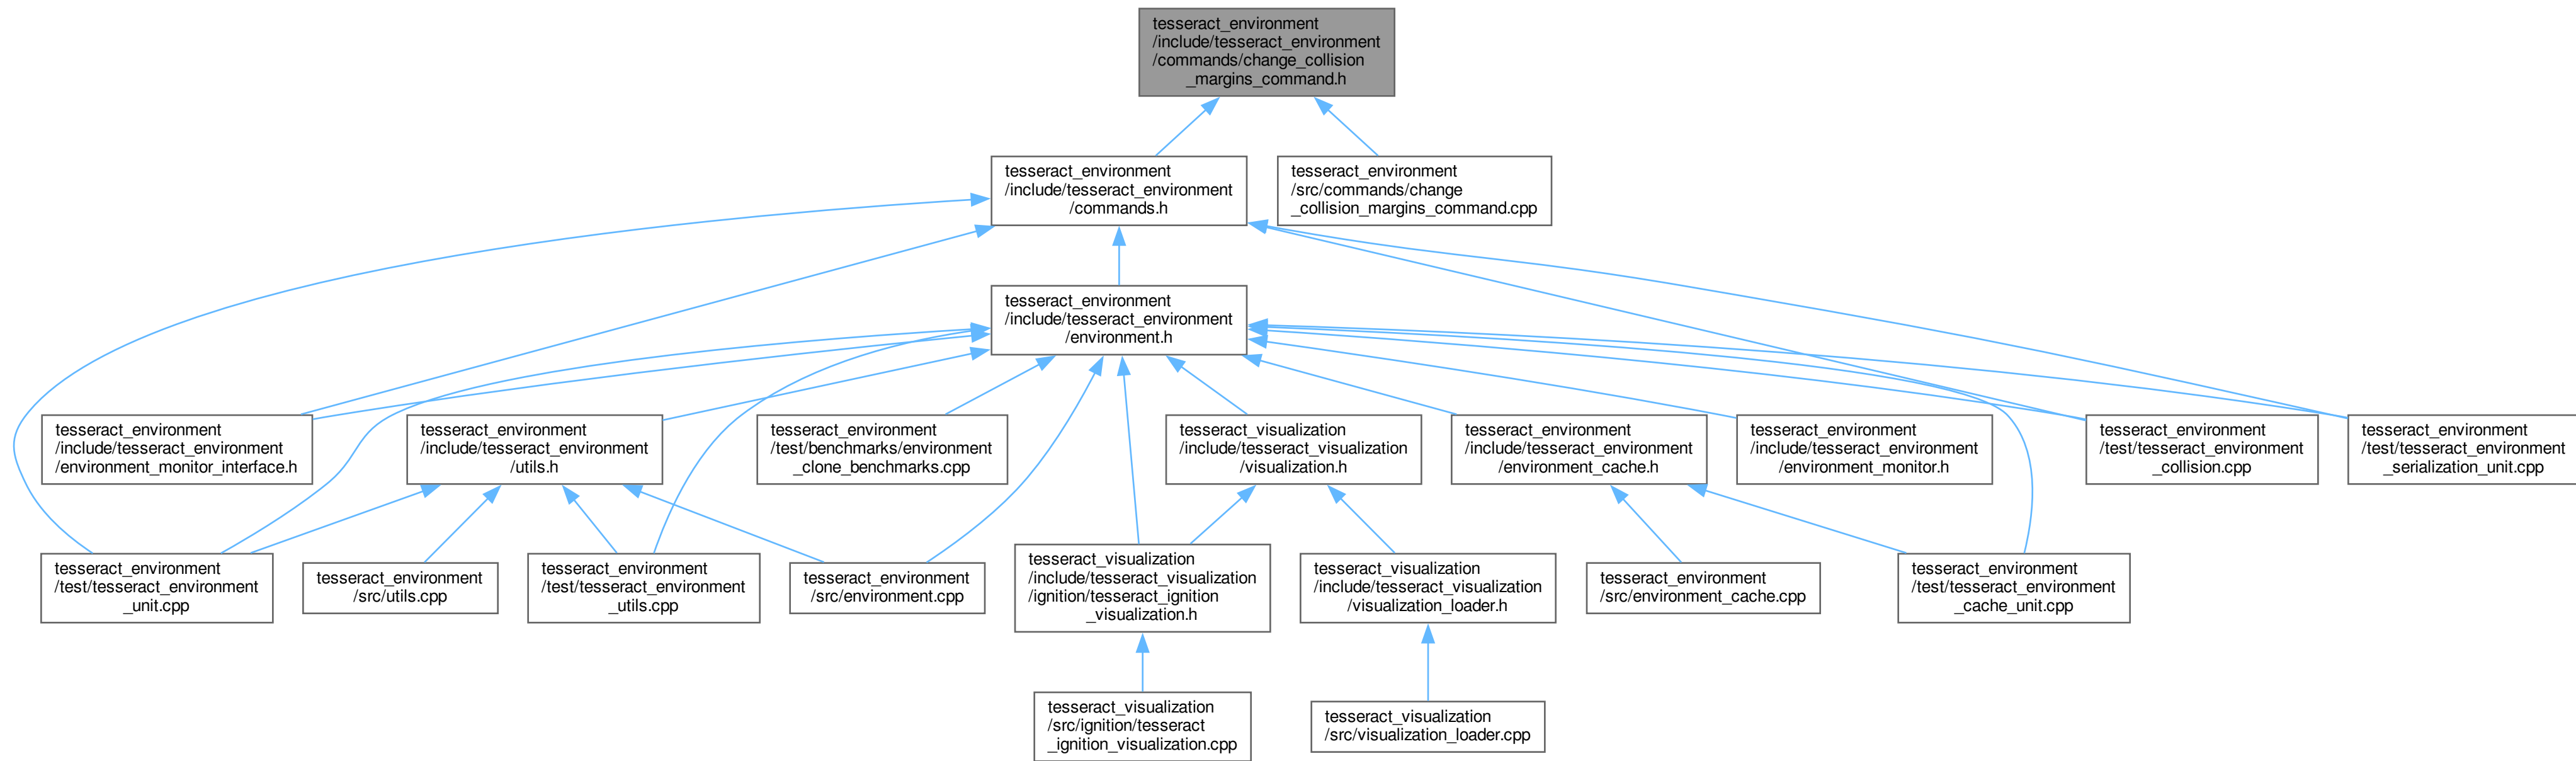 tesseract_environment
/include/tesseract_environment
/commands/change_collision
_margins_command.h
tesseract_environment
/include/tesseract_environment
/commands.h
tesseract_environment
/src/commands/change
_collision_margins_command.cpp
tesseract_environment
/include/tesseract_environment
/environment.h
tesseract_environment
/include/tesseract_environment
/environment_monitor_interface.h
tesseract_environment
/include/tesseract_environment
/utils.h
tesseract_environment
/test/benchmarks/environment
_clone_benchmarks.cpp
tesseract_visualization
/include/tesseract_visualization
/visualization.h
tesseract_environment
/include/tesseract_environment
/environment_cache.h
tesseract_environment
/include/tesseract_environment
/environment_monitor.h
tesseract_environment
/test/tesseract_environment
_collision.cpp
tesseract_environment
/test/tesseract_environment
_serialization_unit.cpp
tesseract_environment
/test/tesseract_environment
_unit.cpp
tesseract_environment
/src/utils.cpp
tesseract_environment
/test/tesseract_environment
_utils.cpp
tesseract_environment
/src/environment.cpp
tesseract_visualization
/include/tesseract_visualization
/ignition/tesseract_ignition
_visualization.h
tesseract_visualization
/include/tesseract_visualization
/visualization_loader.h
tesseract_environment
/src/environment_cache.cpp
tesseract_environment
/test/tesseract_environment
_cache_unit.cpp
tesseract_visualization
/src/ignition/tesseract
_ignition_visualization.cpp
tesseract_visualization
/src/visualization_loader.cpp